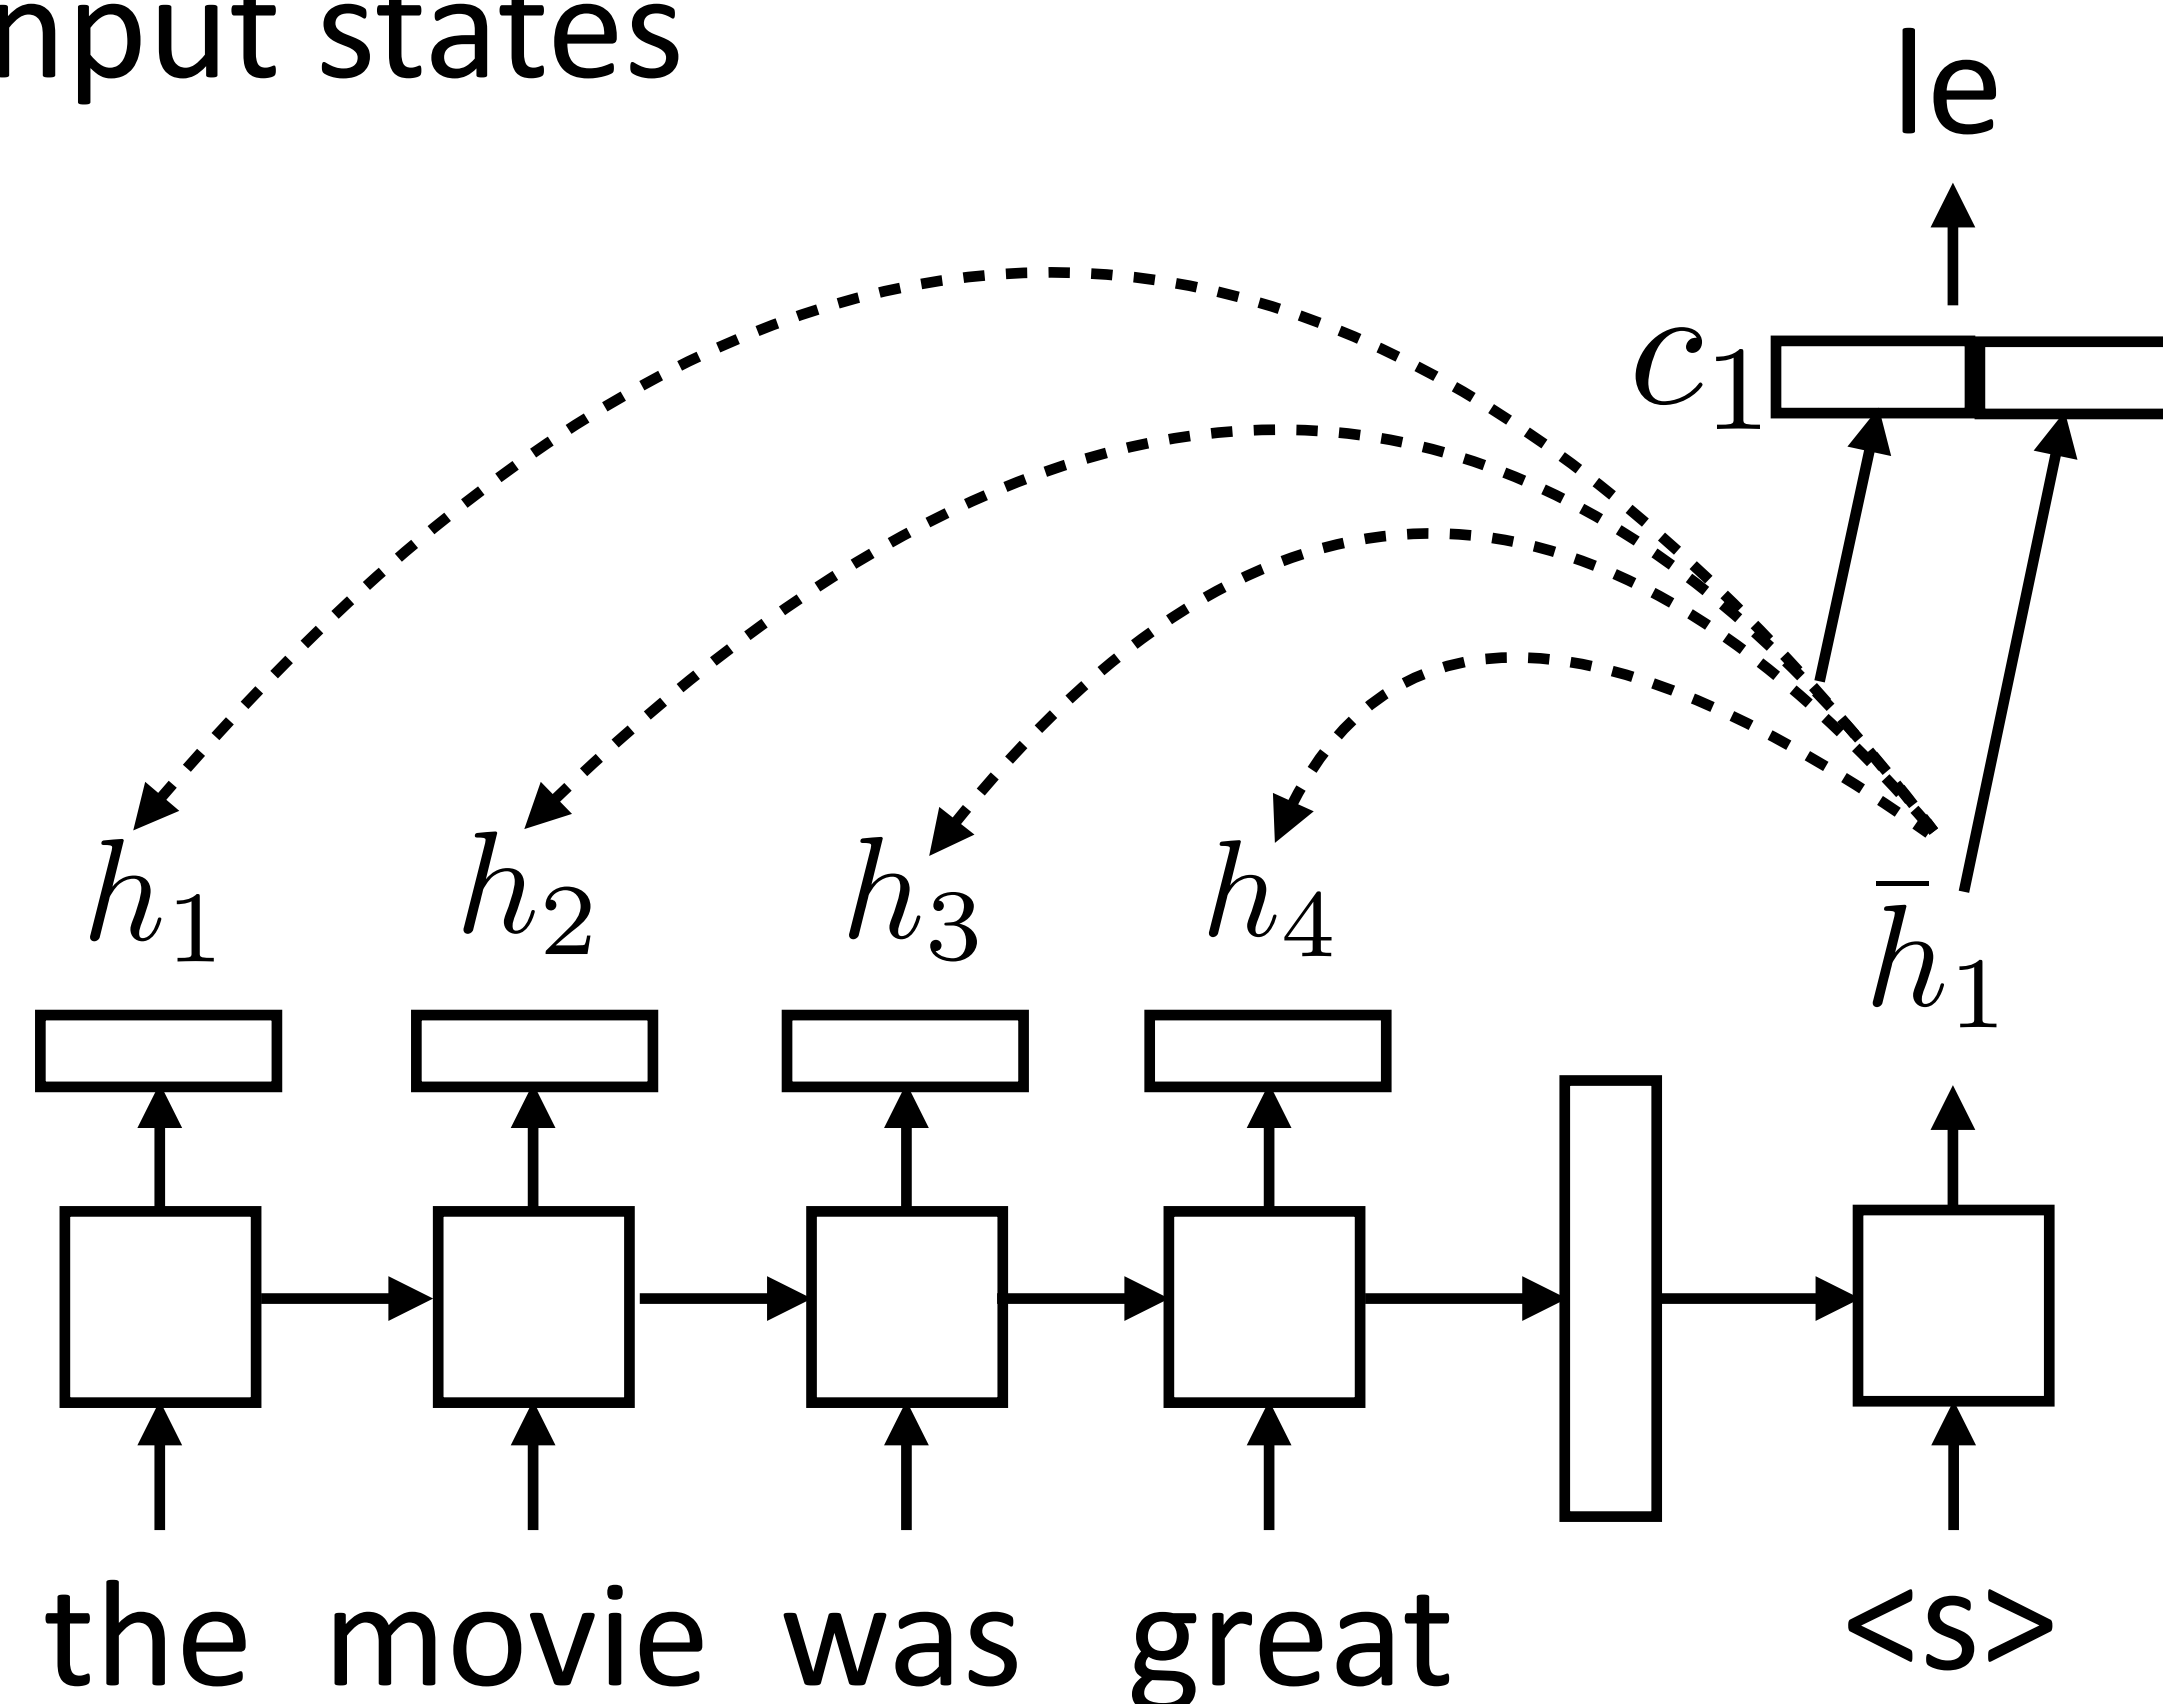 nput states
le
c₁
h₁ h₂ h₃ h₄ h̄₁
the movie was great <s>